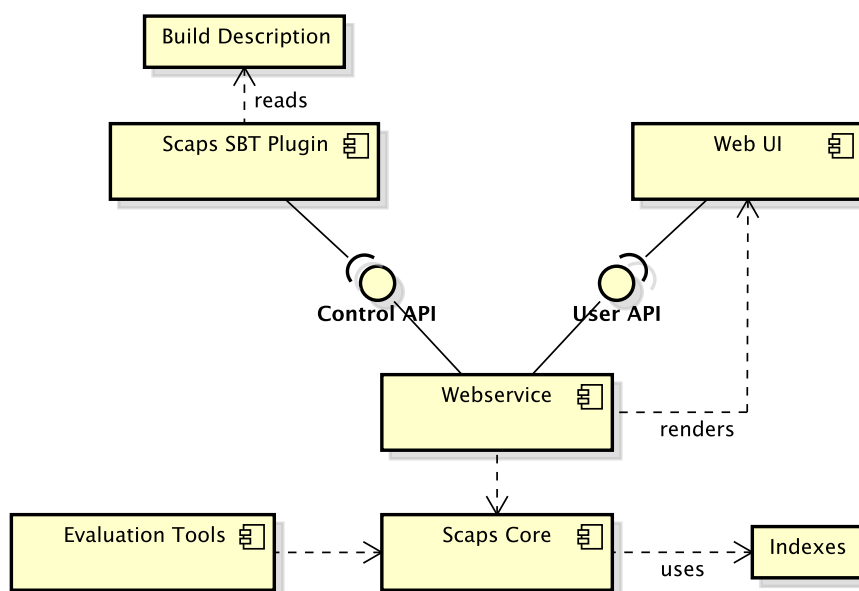 Build Description
reads
Scaps SBT Plugin
Web UI
Control API
User API
Webservice
renders
Evaluation Tools
Scaps Core
Indexes
uses